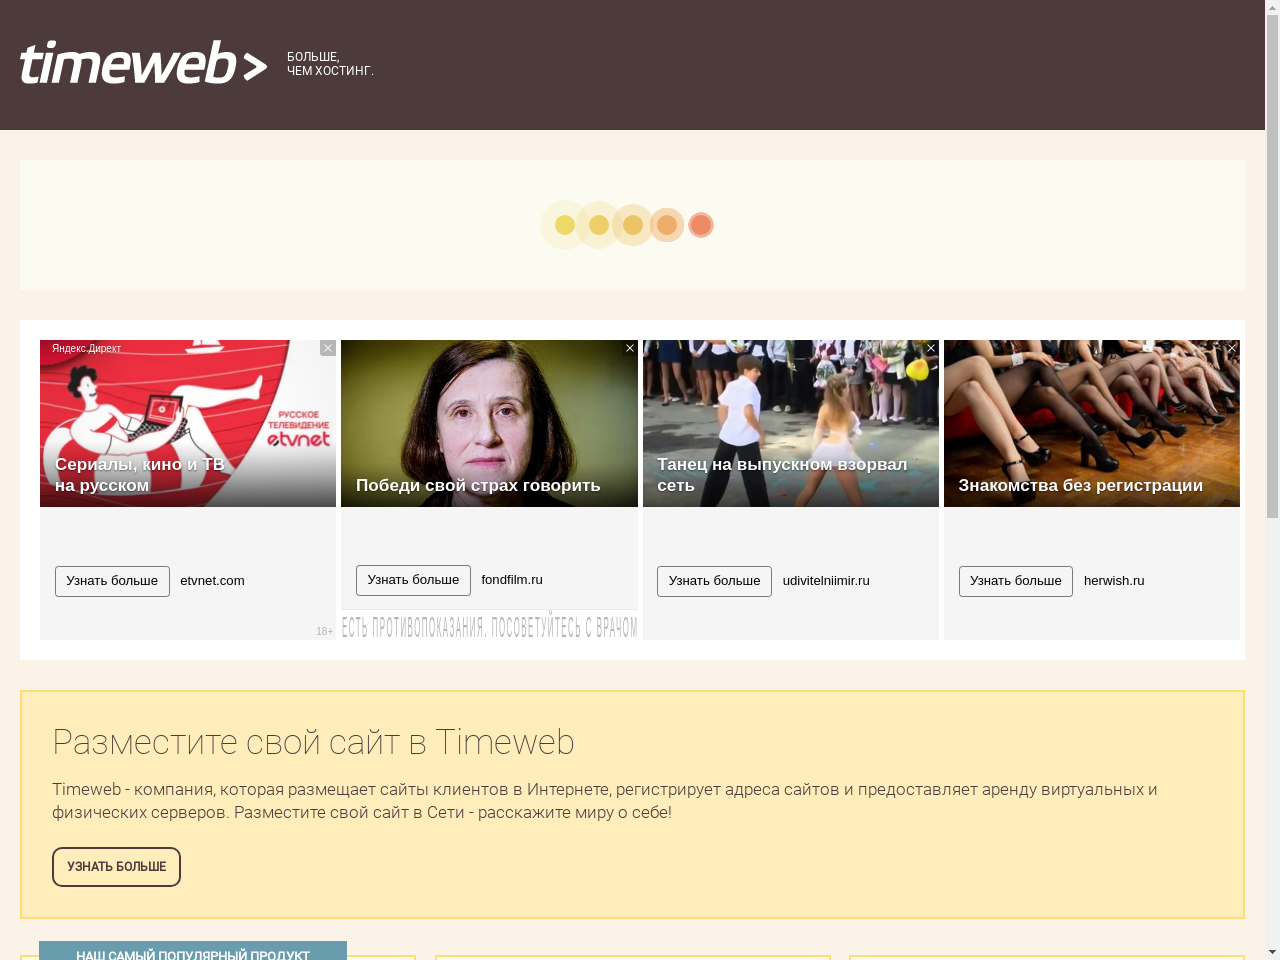 timeweb>
БОЛЬШЕ,
ЧЕМ ХОСТИНГ.
Яндекс.Директ
РУССКОЕ
ТЕЛЕВИДЕНИЕ
etvnet
Сериалы, кино и ТВ
на русском
Узнать больше
etvnet.com
18+
Победи свой страх говорить
Узнать больше
fondfilm.ru
ЕСТЬ ПРОТИВОПОКАЗАНИЯ. ПОСОВЕТУЙТЕСЬ С ВРАЧОМ
Танец на выпускном взорвал
сеть
Узнать больше
udivitelniimir.ru
Знакомства без регистрации
Узнать больше
herwish.ru
Разместите свой сайт в Timeweb
Timeweb - компания, которая размещает сайты клиентов в Интернете, регистрирует адреса сайтов и предоставляет аренду виртуальных и
физических серверов. Разместите свой сайт в Сети - расскажите миру о себе!
УЗНАТЬ БОЛЬШЕ
НАШ САМЫЙ ПОПУЛЯРНЫЙ ПРОДУКТ